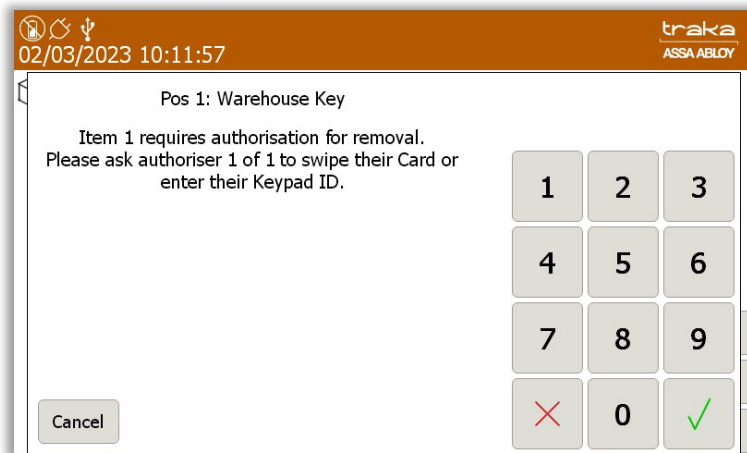 traka
02/03/2023 10:11:57
ASSA ABLOY
Pos 1: Warehouse Key
Item 1 requires authorisation for removal.
Please ask authoriser 1 of 1 to swipe their Card or
enter their Keypad ID.
1 2 3
4 5 6
7 8 9
0
Cancel